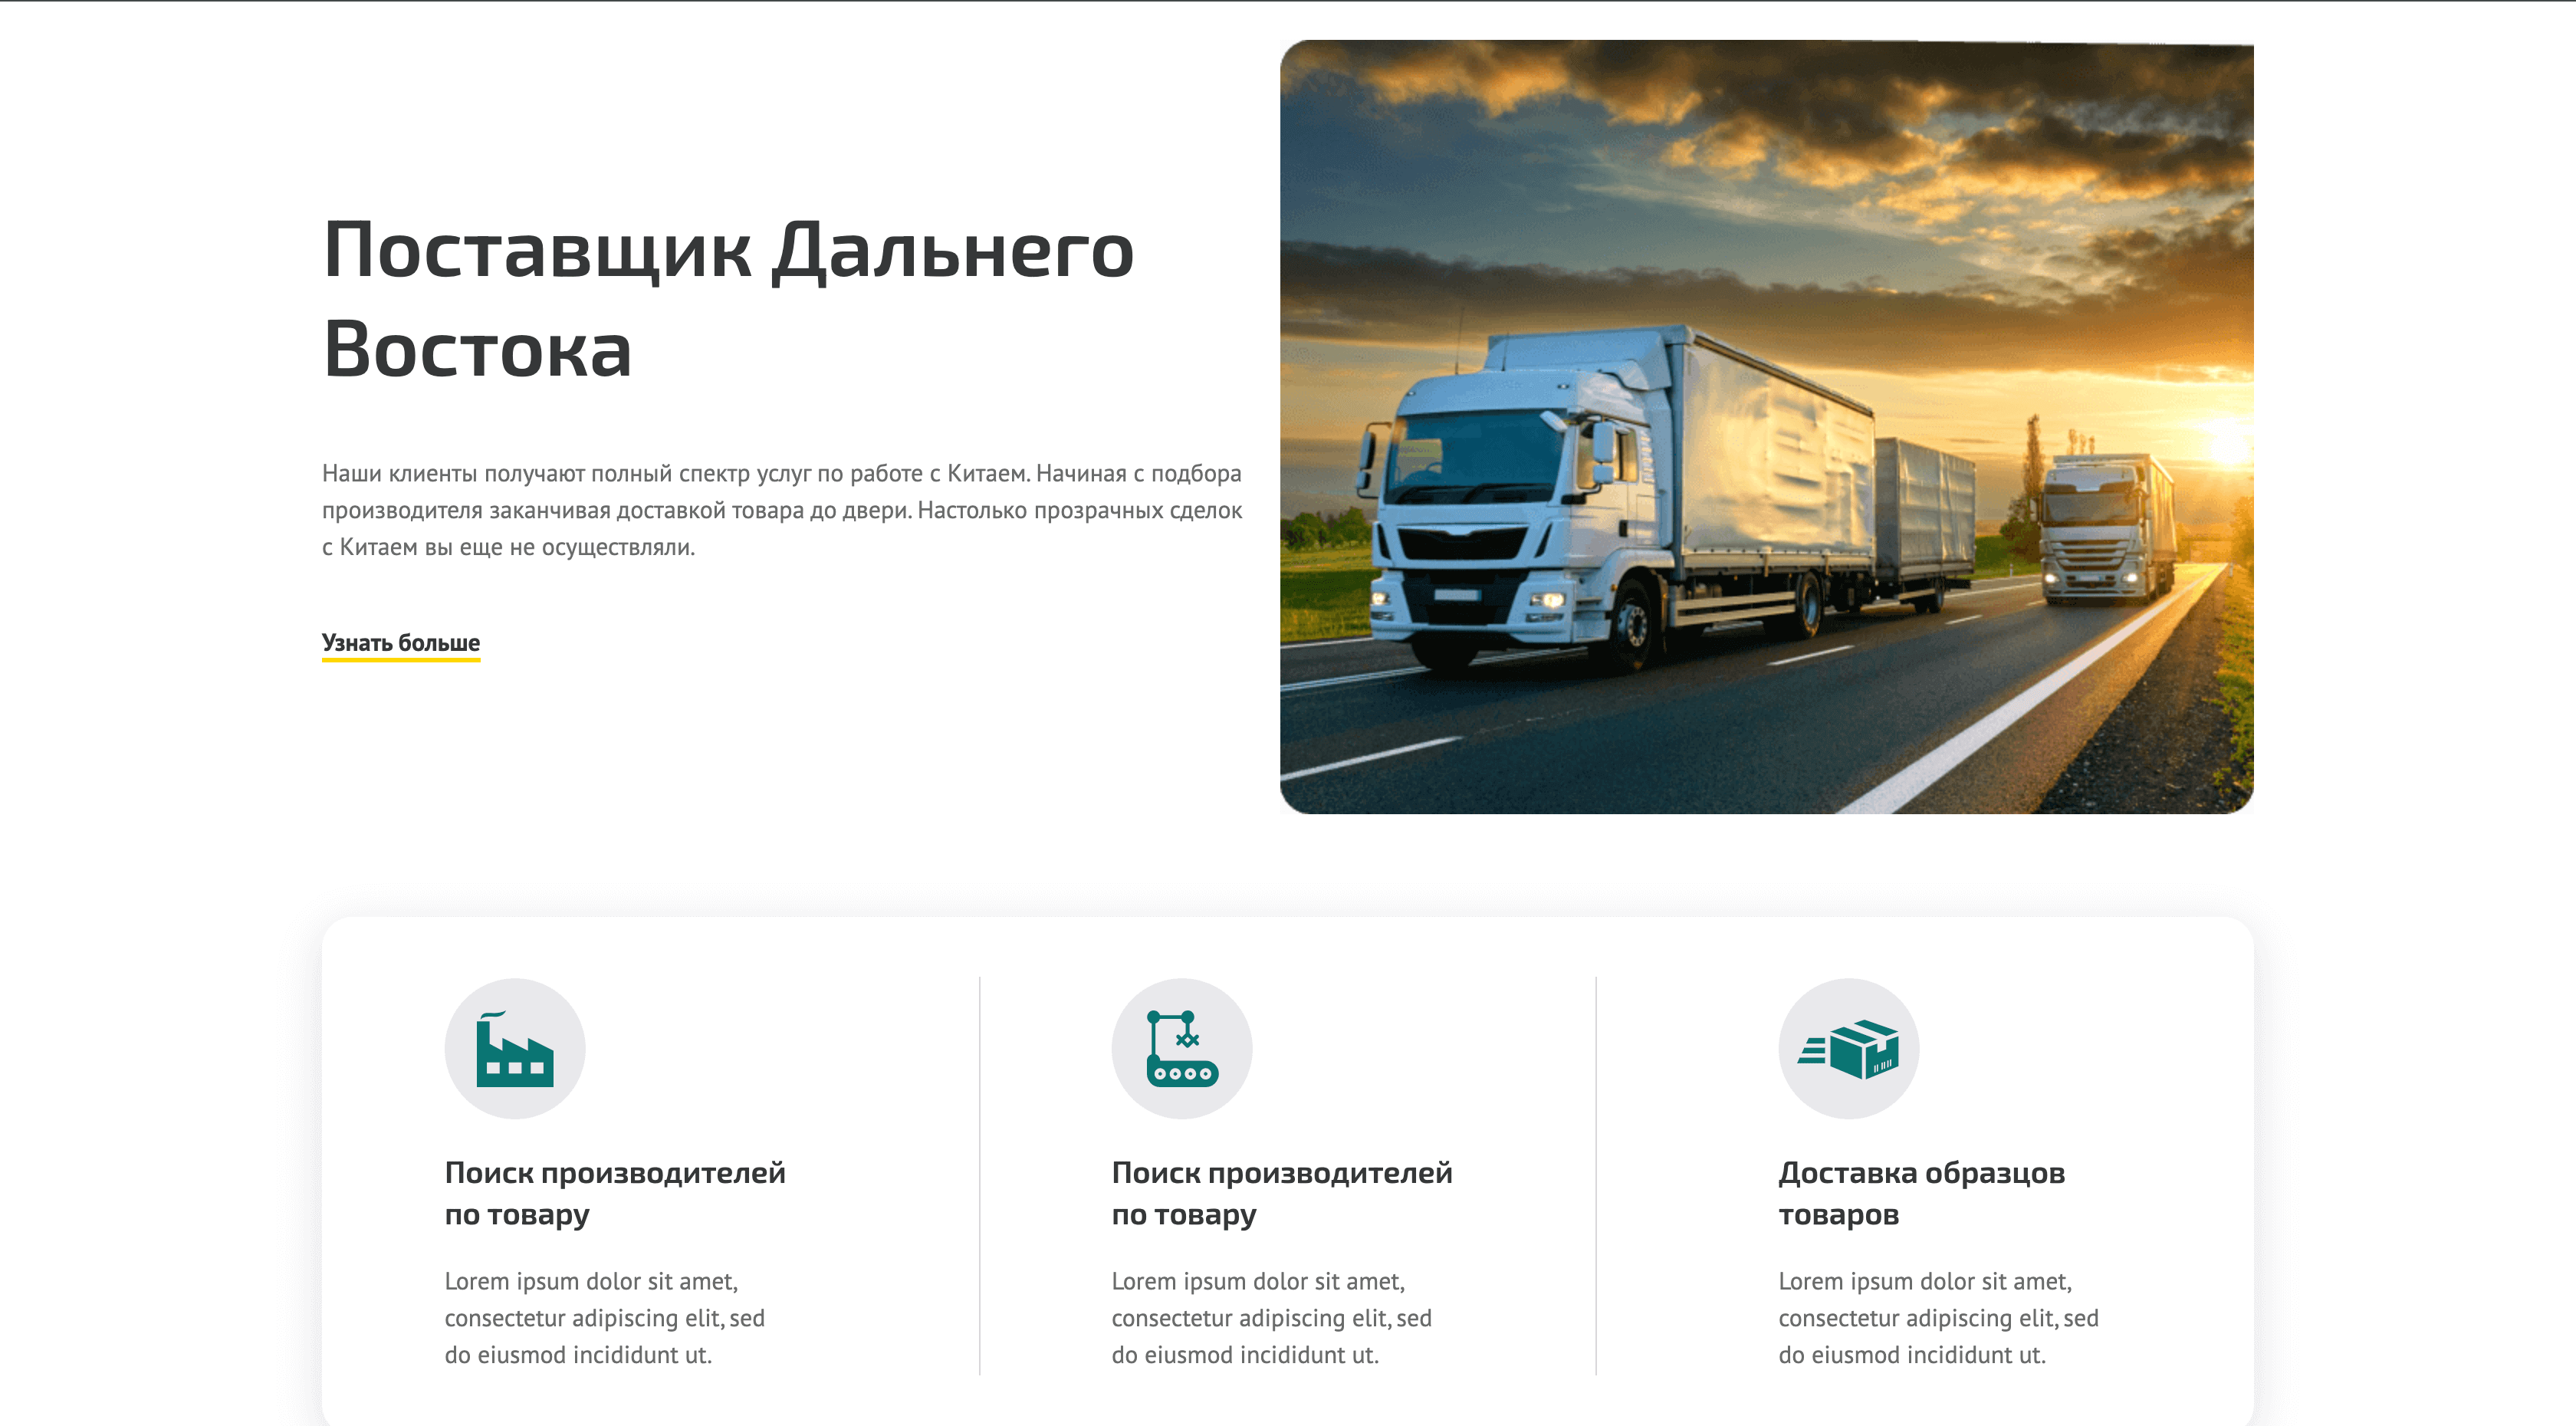 Поставщик Дальнего
Востока
Наши клиенты получают полный спектр услуг по работе с Китаем. Начиная с подбора
производителя заканчивая доставкой товара до двери. Настолько прозрачных сделок
с Китаем вы еще не осуществляли.
Узнать больше
Поиск производителей
по товару
Lorem ipsum dolor sit amet,
consectetur adipiscing elit, sed
do eiusmod incididunt ut.
Поиск производителей
по товару
Lorem ipsum dolor sit amet,
consectetur adipiscing elit, sed
do eiusmod incididunt ut.
Доставка образцов
товаров
Lorem ipsum dolor sit amet,
consectetur adipiscing elit, sed
do eiusmod incididunt ut.